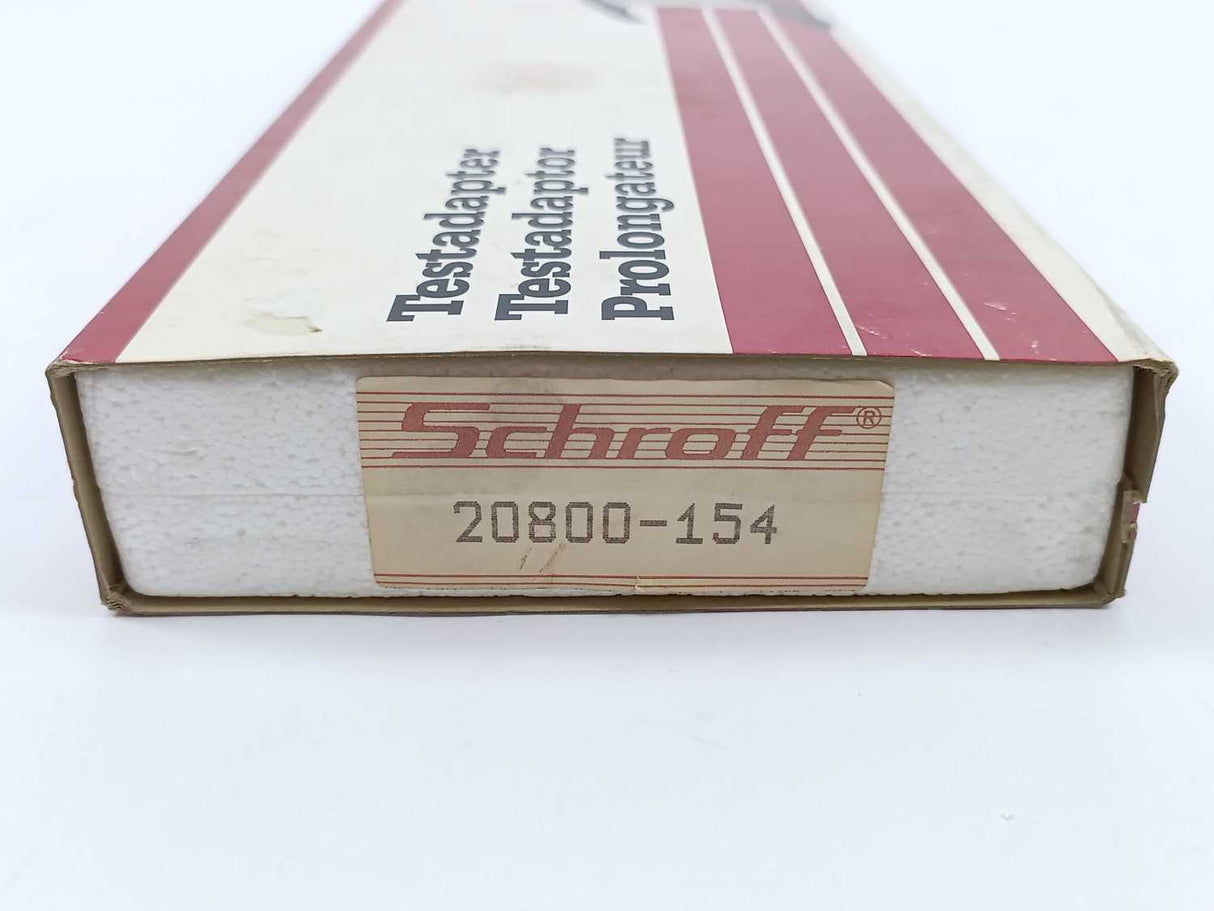 Testadapter
Testadaptor
Prolongateur
Schroff®
20800-154